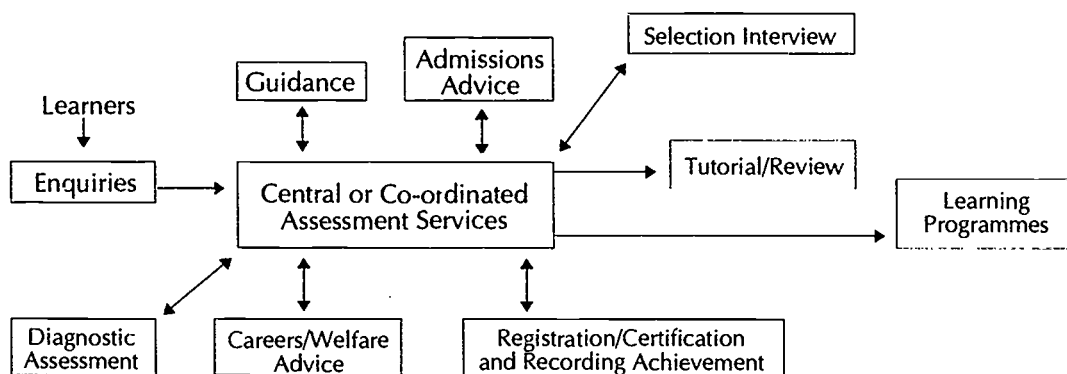 Selection Interview
Admissions
Advice
Guidance
Learners
Enquiries
Central or Co-ordinated
Assessment Services
Tutorial/Review
Learning
Programmes
Diagnostic
Assessment
Careers/Welfare
Advice
Registration/Certification
and Recording Achievement